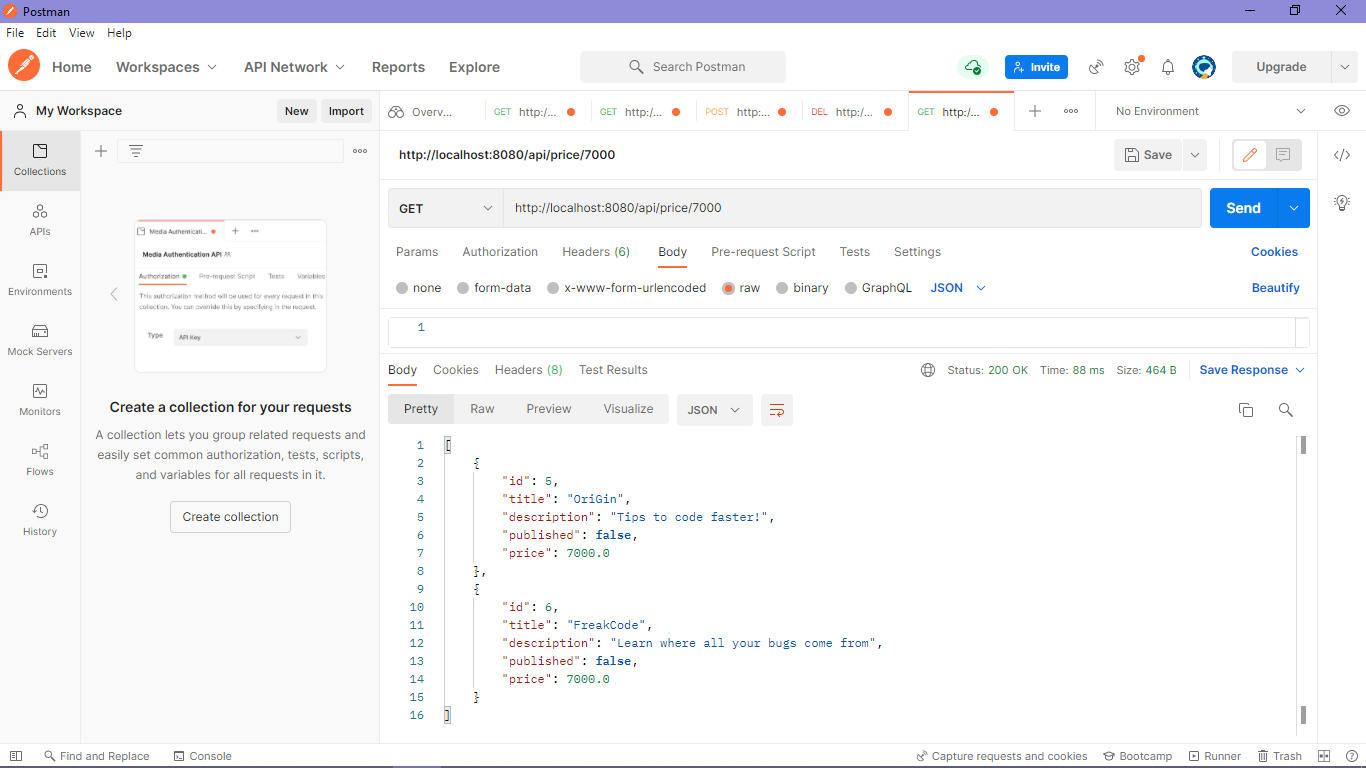 Postman
File Edit View Help
Home Workspaces API Network Reports Explore Search Postman Invite Upgrade
My Workspace New Import
Overv... GET http:/... GET http:/... POST http:... DEL http:/... GET http:/... No Environment
Collections
APIs
Environments
Mock Servers
Monitors
Flows
History
Media Authenticati...
Media Authentication API
Authorization Pre-request Script Tests Variables
This authorization method will be used for every request in this
collection. You can override this by specifying in the request.
Type API Key
Create a collection for your requests
A collection lets you group related requests and
easily set common authorization, tests, scripts,
and variables for all requests in it.
Create collection
http://localhost:8080/api/price/7000 Save
GET http://localhost:8080/api/price/7000 Send
Params Authorization Headers (6) Body Pre-request Script Tests Settings Cookies
none form-data x-www-form-urlencoded raw binary GraphQL JSON Beautify
1
Body Cookies Headers (8) Test Results Status: 200 OK Time: 88 ms Size: 464 B Save Response
Pretty Raw Preview Visualize JSON
1 [
2 {
3 "id": 5,
4 "title": "OriGin",
5 "description": "Tips to code faster!",
6 "published": false,
7 "price": 7000.0
8 },
9 {
10 "id": 6,
11 "title": "FreakCode",
12 "description": "Learn where all your bugs come from",
13 "published": false,
14 "price": 7000.0
15 }
16 ]
Find and Replace Console Capture requests and cookies Bootcamp Runner Trash